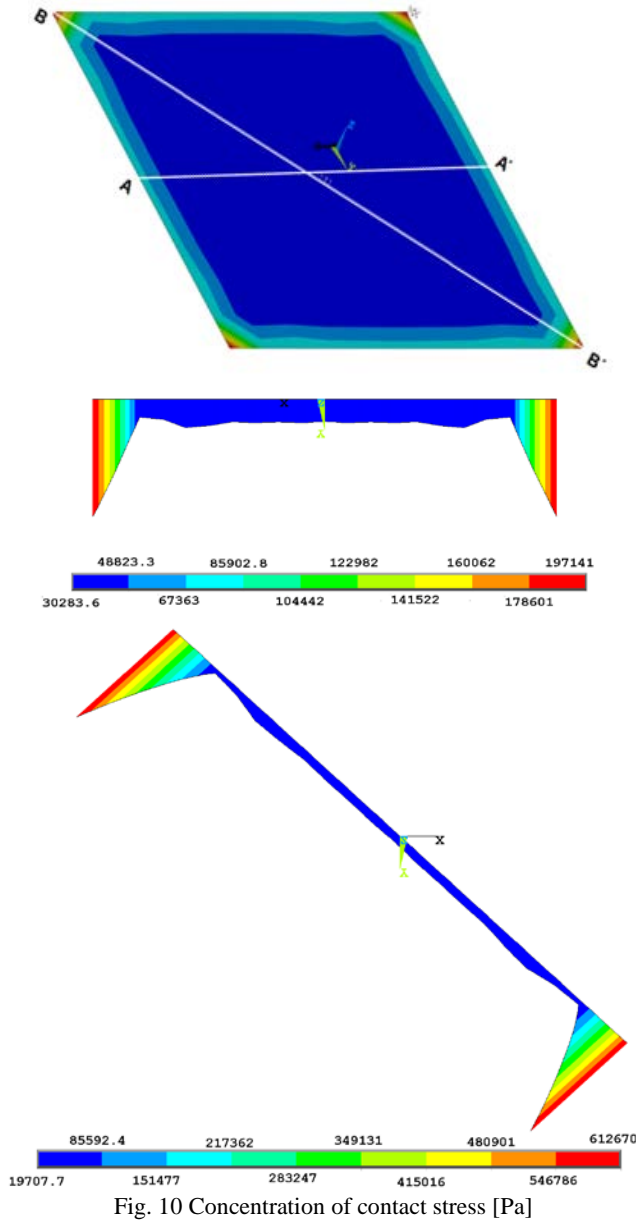 B
A
A'
B'
X
48823.3 85902.8 122982 160062 197141
30283.6 67363 104442 141522 178601
X
85592.4 217362 349131 480901 612670
19707.7 151477 283247 415016 546786
Fig. 10 Concentration of contact stress [Pa]